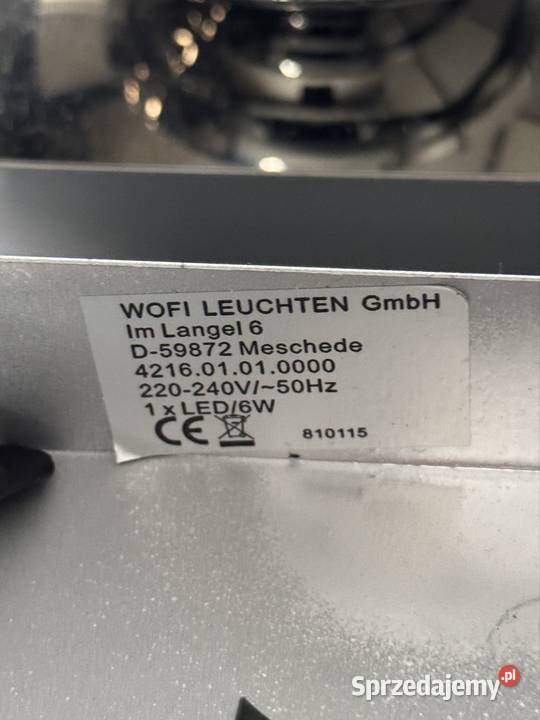 WOFI LEUCHTEN GmbH
Im Langel 6
D-59872 Meschede
4216.01.01.0000
220-240V/~50Hz
1 x LED/6W
CE
810115
Sprzedajemy.pl